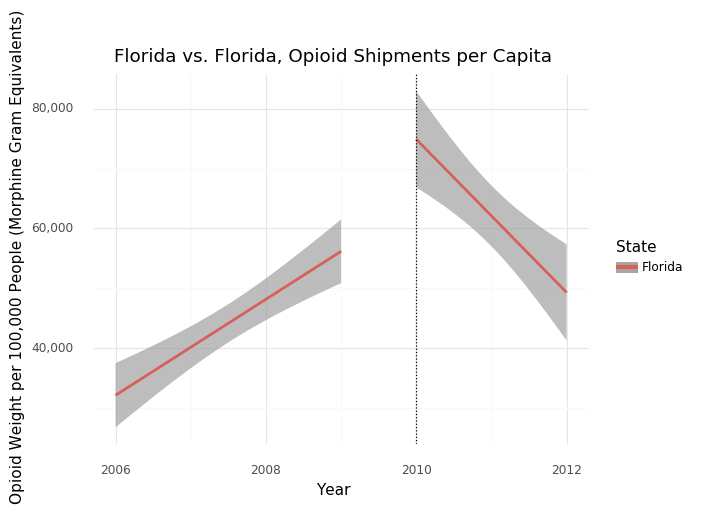 Florida vs. Florida, Opioid Shipments per Capita
Opioid Weight per 100,000 People (Morphine Gram Equivalents)
80,000
60,000
40,000
2006
2008
2010
2012
Year
State
Florida